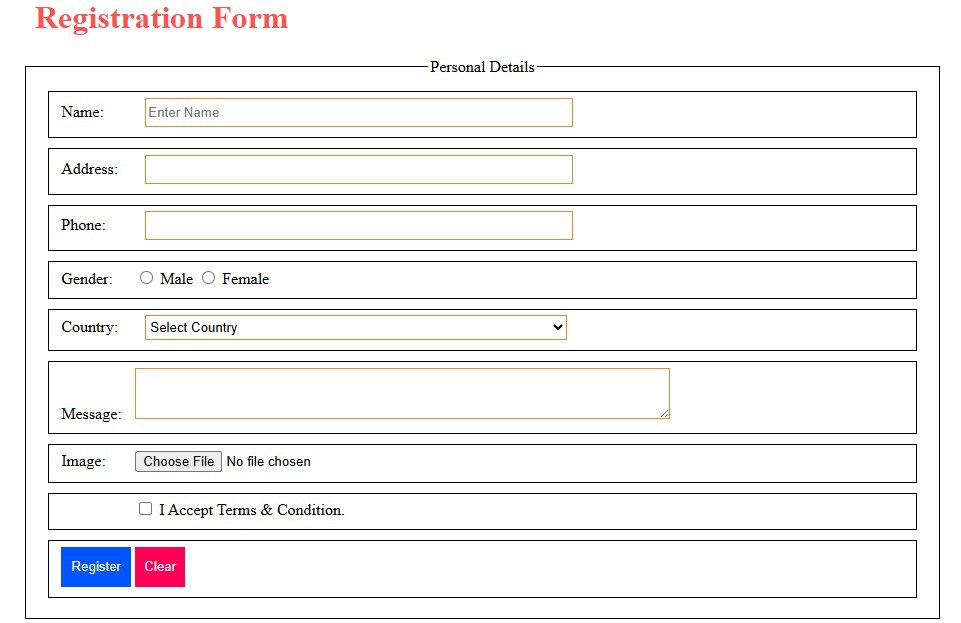 Registration Form
Personal Details
Name: Enter Name
Address:
Phone:
Gender: Male Female
Country: Select Country
Message:
Image: Choose File No file chosen
I Accept Terms & Condition.
Register Clear